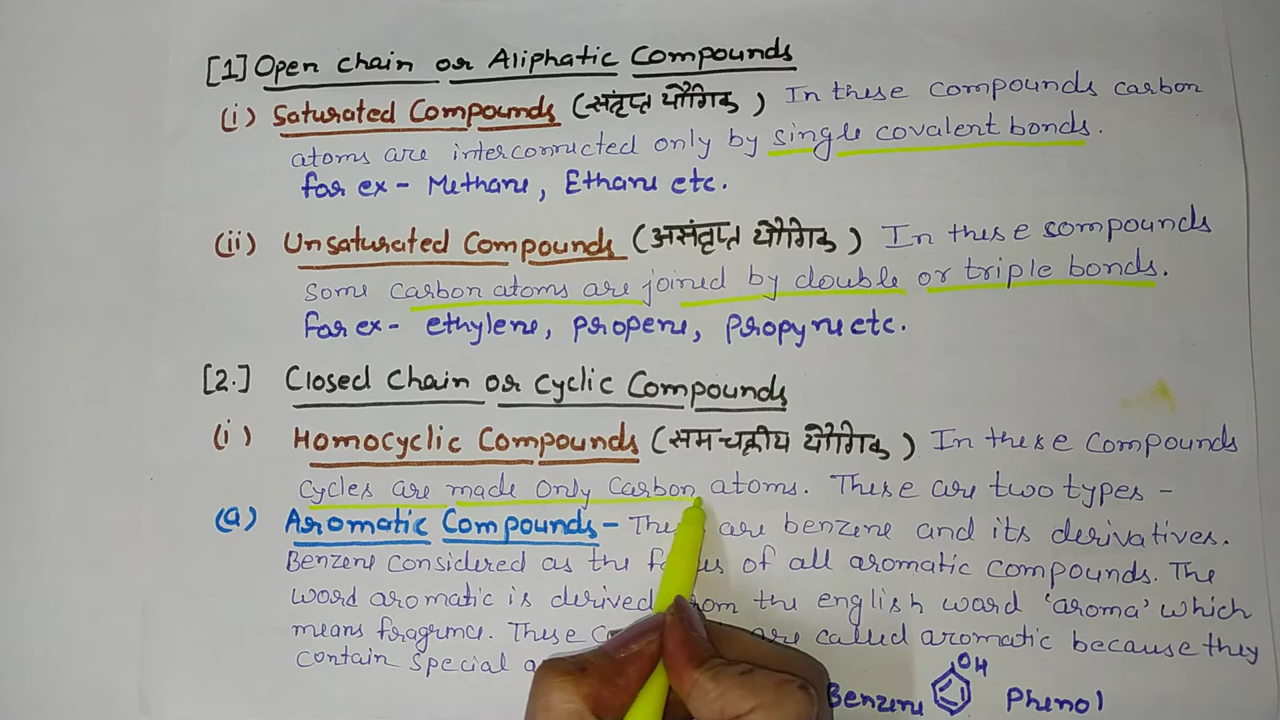 [1] Open chain or Aliphatic Compounds
(i) Saturated Compounds (संतृप्त यौगिक) In these compounds carbon
atoms are interconnected only by single covalent bonds.
for ex- Methane, Ethane etc.
(ii) Unsaturated Compounds (असंतृप्त यौगिक) In these sompounds
some carbon atoms are joined by double or triple bonds.
For ex- ethylene, propene, propyne etc.
[2.] Closed Chain or Cyclic Compounds
(i) Homocyclic Compounds (समचक्रीय यौगिक) In these compounds
cycles are made only Carbon atoms. These are two types -
(a) Aromatic Compounds- are benzene and its derivatives.
Benzene considered as the of all aromatic compounds. The
word aromatic is derived from the english word 'aroma' which
means fragrnce. These are called aromatic because they
contain special
OH
Benzene Phenol